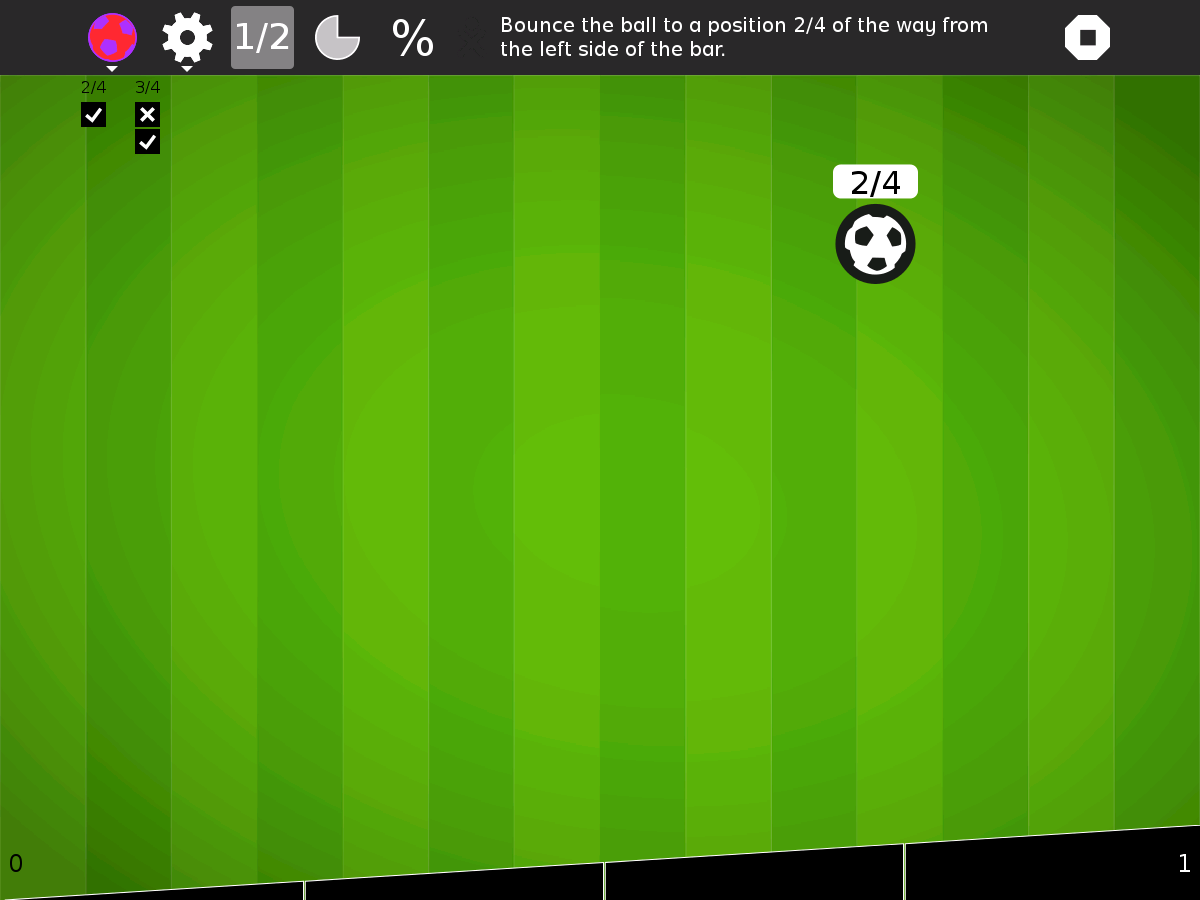 1/2 %
Bounce the ball to a position 2/4 of the way from
the left side of the bar.
2/4 3/4
2/4
0 1